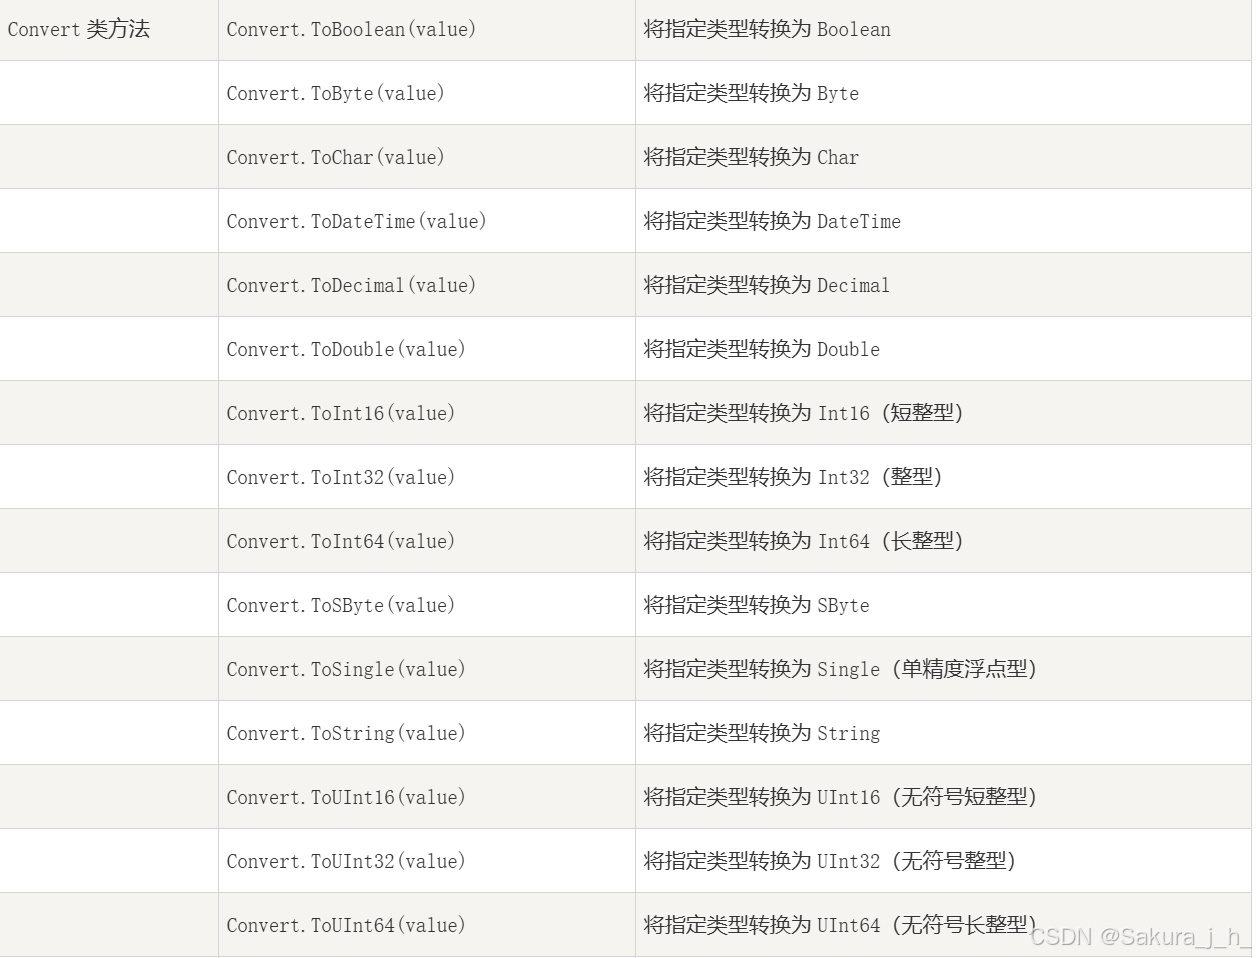 Convert 类方法 Convert.ToBoolean(value) 将指定类型转换为 Boolean
Convert.ToByte(value) 将指定类型转换为 Byte
Convert.ToChar(value) 将指定类型转换为 Char
Convert.ToDateTime(value) 将指定类型转换为 DateTime
Convert.ToDecimal(value) 将指定类型转换为 Decimal
Convert.ToDouble(value) 将指定类型转换为 Double
Convert.ToInt16(value) 将指定类型转换为 Int16（短整型）
Convert.ToInt32(value) 将指定类型转换为 Int32（整型）
Convert.ToInt64(value) 将指定类型转换为 Int64（长整型）
Convert.ToSByte(value) 将指定类型转换为 SByte
Convert.ToSingle(value) 将指定类型转换为 Single（单精度浮点型）
Convert.ToString(value) 将指定类型转换为 String
Convert.ToUInt16(value) 将指定类型转换为 UInt16（无符号短整型）
Convert.ToUInt32(value) 将指定类型转换为 UInt32（无符号整型）
Convert.ToUInt64(value) 将指定类型转换为 UInt64（无符号长整型）
CSDN @Sakura_j_h_